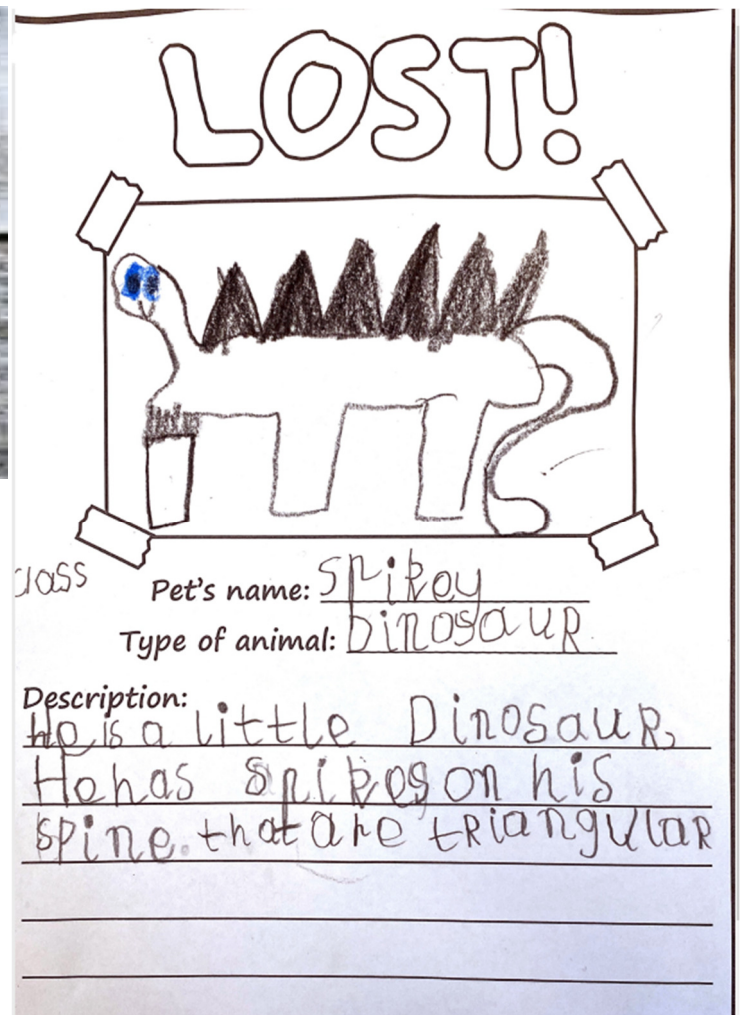 LOST!
class
Pet's name: Spikey
Type of animal: Dinosaur.
Description:
He is a little Dinosaur,
He has Spikes on his
spine. that are triangular